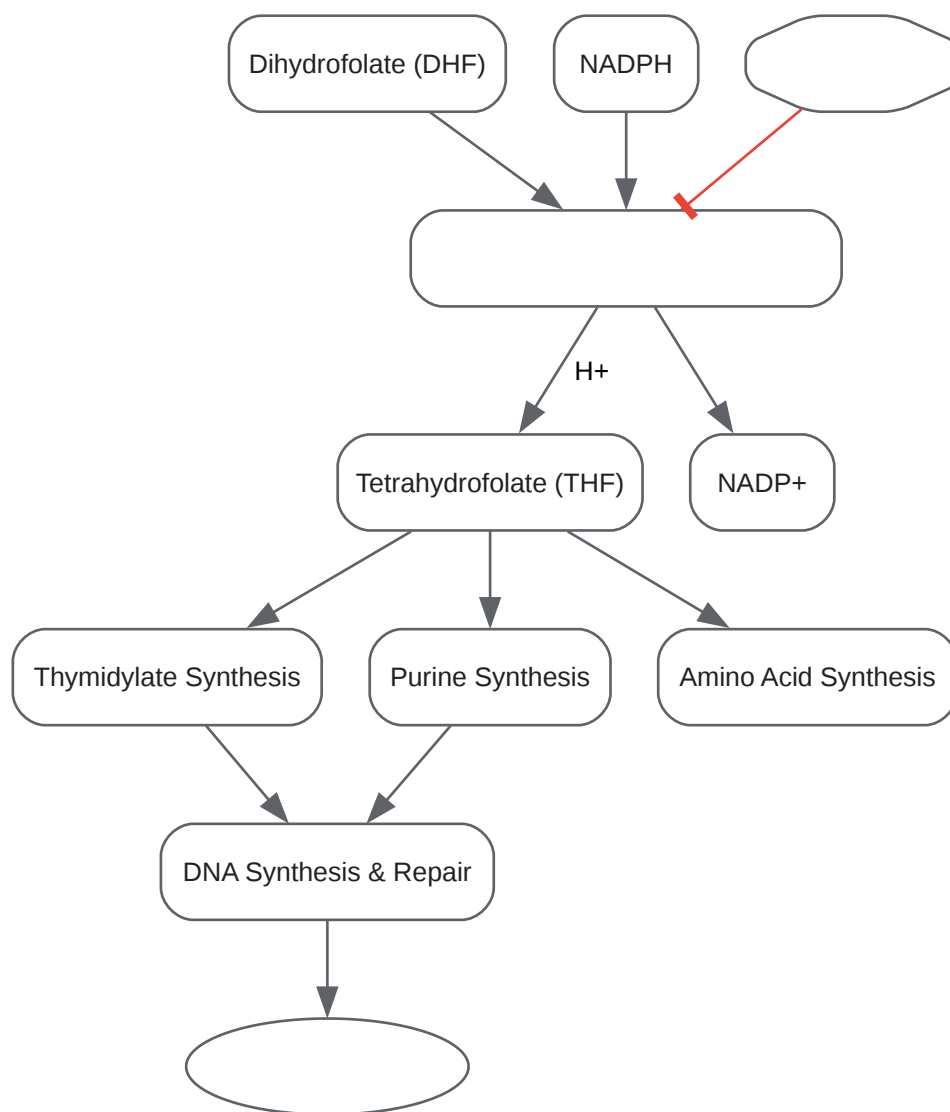 Dihydrofolate (DHF)
NADPH
H+
Tetrahydrofolate (THF)
NADP+
Thymidylate Synthesis
Purine Synthesis
Amino Acid Synthesis
DNA Synthesis & Repair